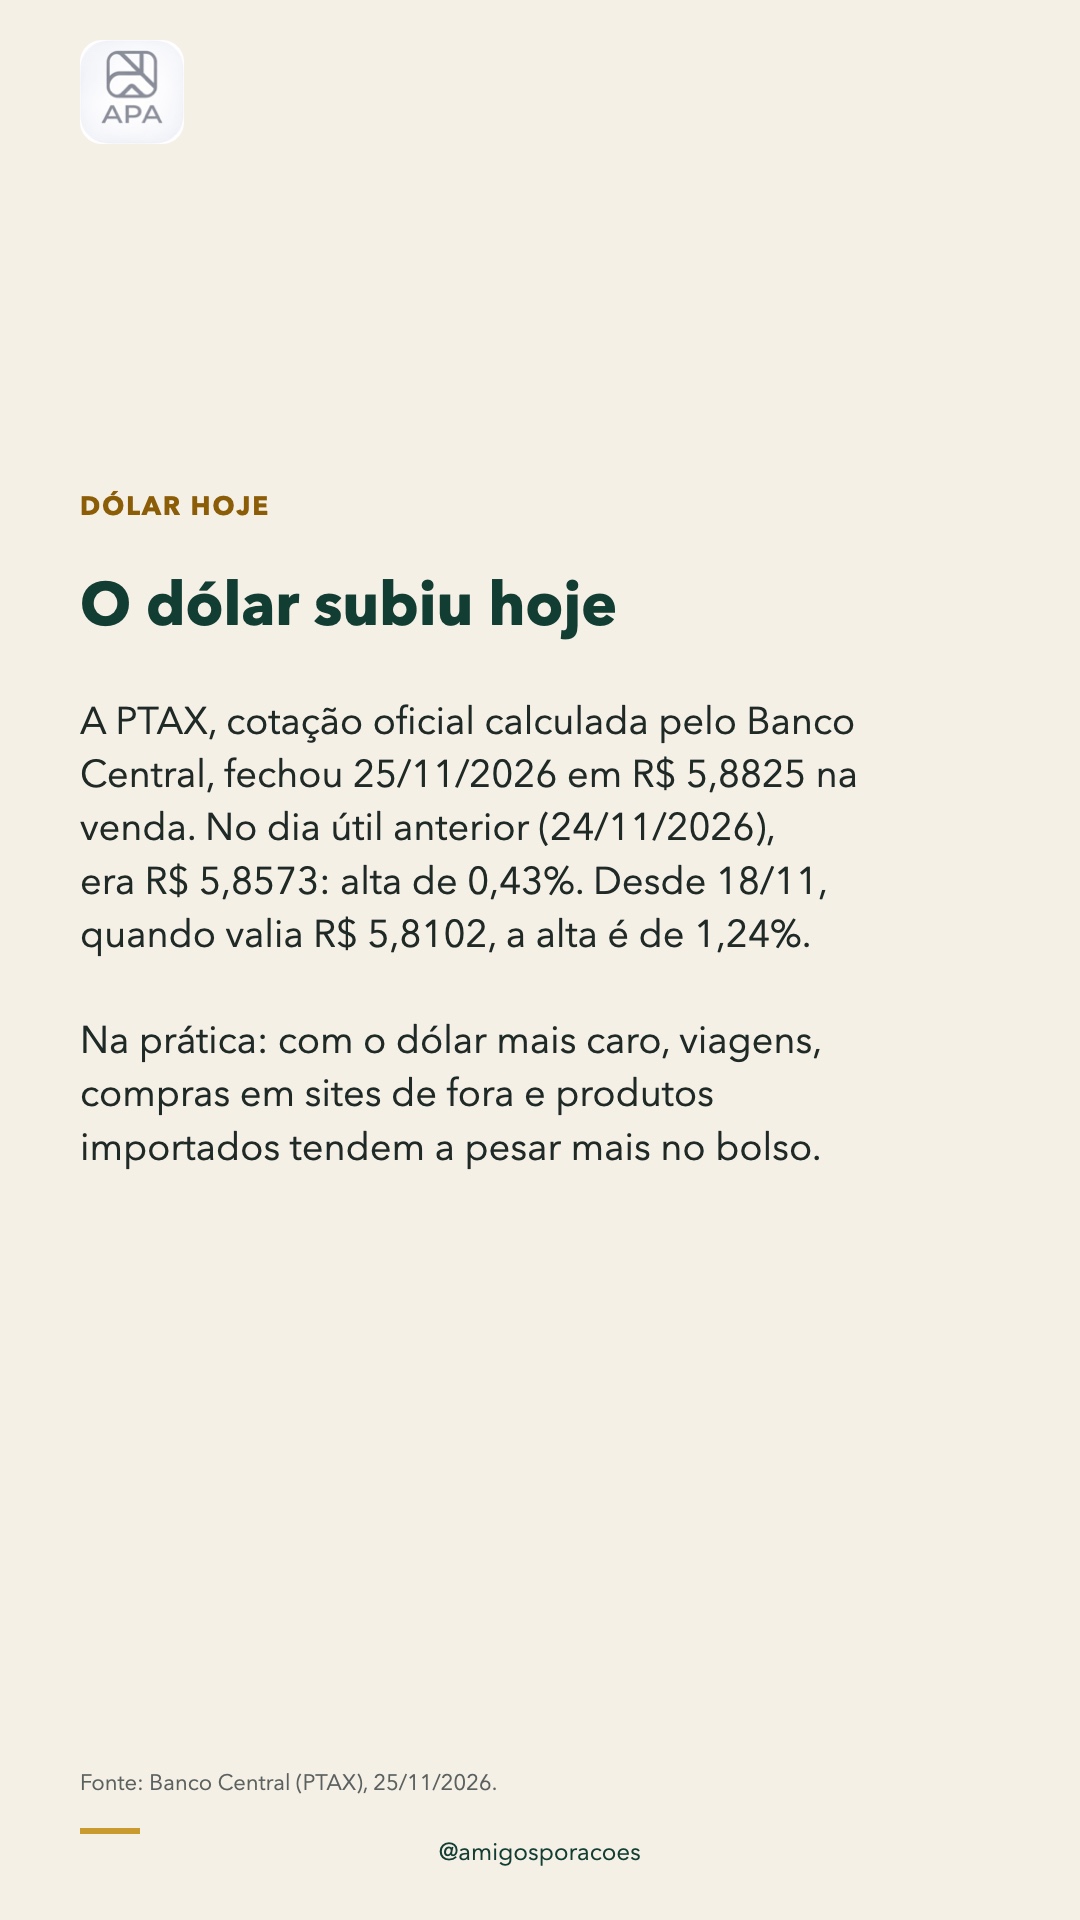 APA
DÓLAR HOJE
O dólar subiu hoje
A PTAX, cotação oficial calculada pelo Banco
Central, fechou 25/11/2026 em R$ 5,8825 na
venda. No dia útil anterior (24/11/2026),
era R$ 5,8573: alta de 0,43%. Desde 18/11,
quando valia R$ 5,8102, a alta é de 1,24%.
Na prática: com o dólar mais caro, viagens,
compras em sites de fora e produtos
importados tendem a pesar mais no bolso.
Fonte: Banco Central (PTAX), 25/11/2026.
@amigosporacoes